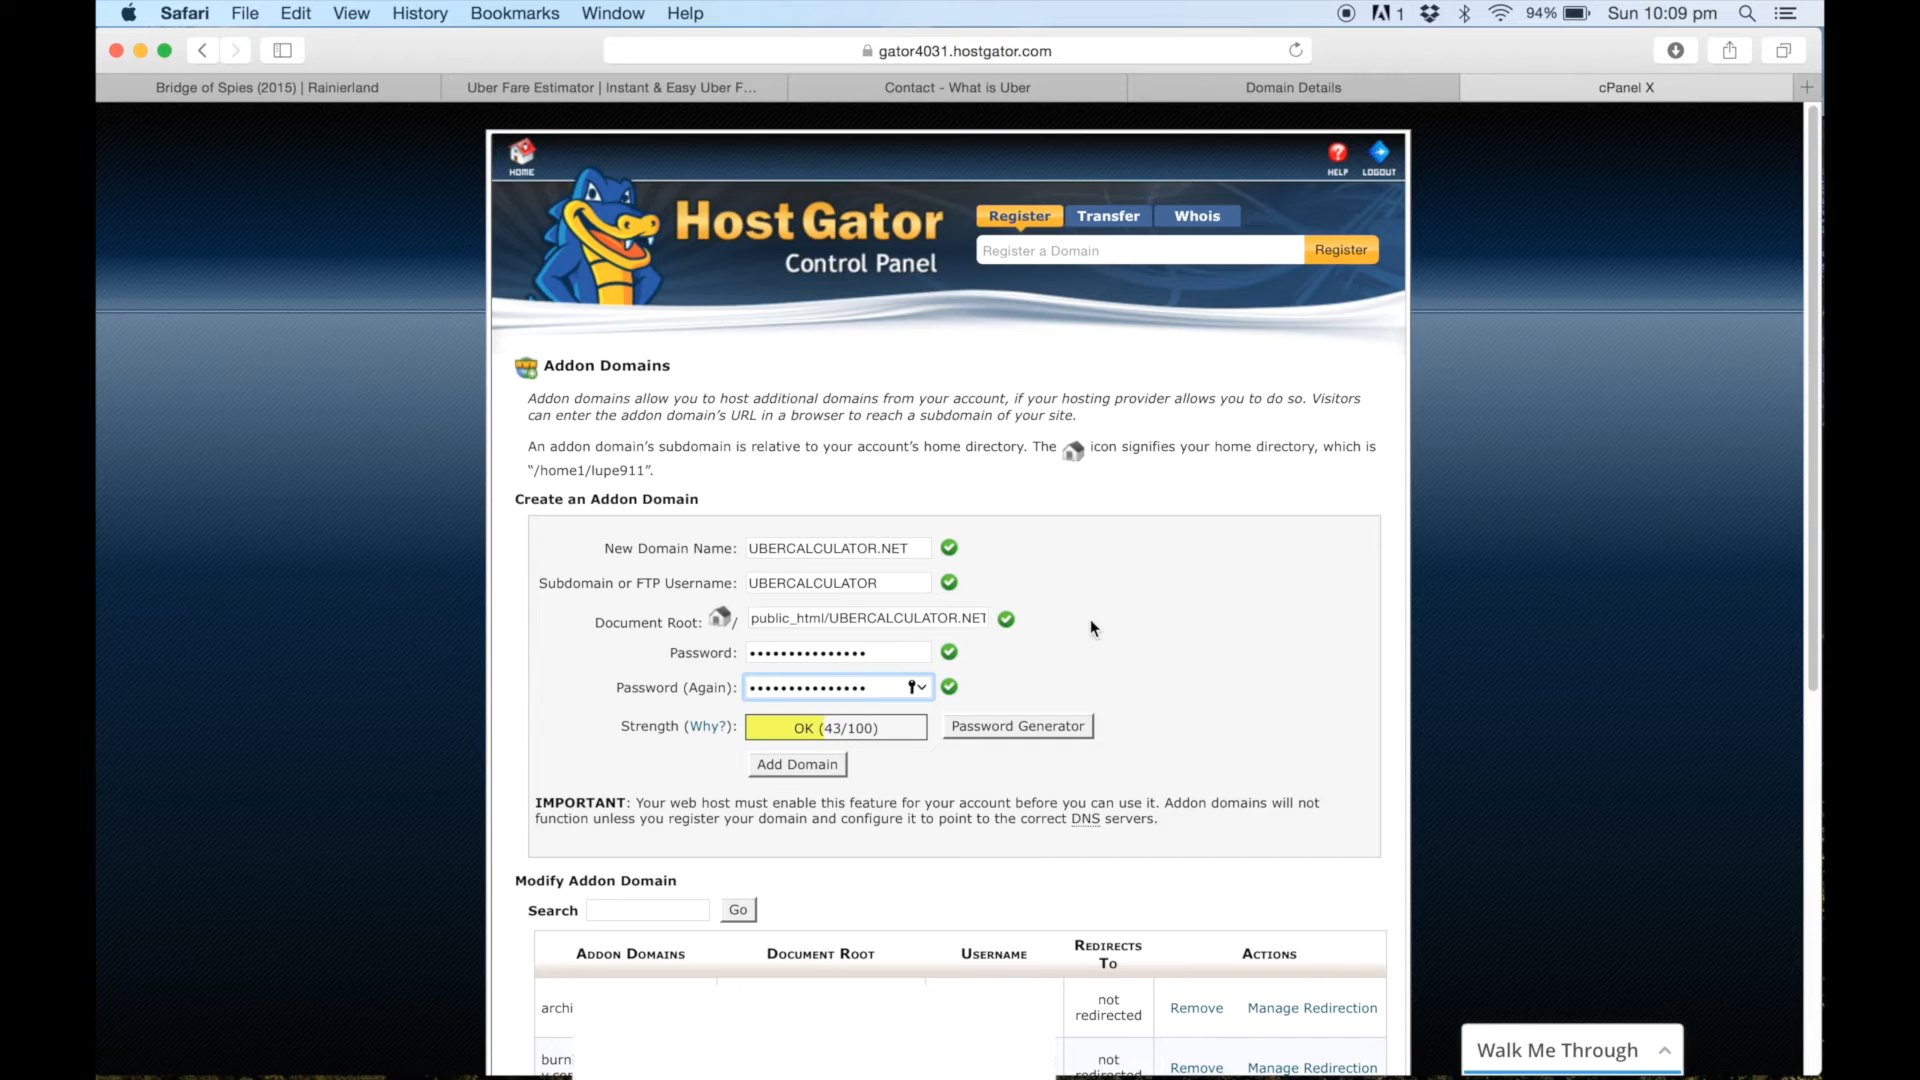 Safari File Edit View History Bookmarks Window Help 1 94% Sun 10:09 pm
gator4031.hostgator.com
Bridge of Spies (2015) | Rainierland Uber Fare Estimator | Instant & Easy Uber F... Contact - What is Uber Domain Details cPanel X
HOME HELP LOGOUT
Register Transfer Whois
HostGator
Register a Domain Register
Control Panel
Addon Domains
Addon domains allow you to host additional domains from your account, if your hosting provider allows you to do so. Visitors
can enter the addon domain's URL in a browser to reach a subdomain of your site.
An addon domain's subdomain is relative to your account's home directory. The icon signifies your home directory, which is
"/home1/lupe911".
Create an Addon Domain
New Domain Name: UBERCALCULATOR.NET
Subdomain or FTP Username: UBERCALCULATOR
Document Root: / public_html/UBERCALCULATOR.NET
Password: •••••••••••••••
Password (Again): •••••••••••••••
Strength (Why?): OK (43/100) Password Generator
Add Domain
IMPORTANT: Your web host must enable this feature for your account before you can use it. Addon domains will not
function unless you register your domain and configure it to point to the correct DNS servers.
Modify Addon Domain
Search Go
ADDON DOMAINS DOCUMENT ROOT USERNAME REDIRECTS TO ACTIONS
archi not redirected Remove Manage Redirection
burn not redirected Remove Manage Redirection
Walk Me Through